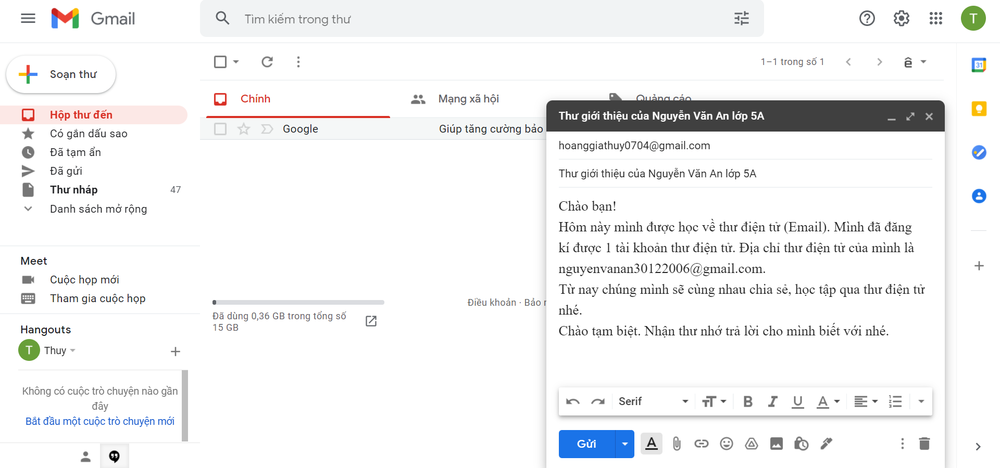 Gmail
Tìm kiếm trong thư
T
Soạn thư
1–1 trong số 1
ê
31
Hộp thư đến
Có gắn dấu sao
Đã tạm ẩn
Đã gửi
Thư nháp 47
Danh sách mở rộng
Chính
Mạng xã hội
Quảng cáo
Google
Giúp tăng cường bảo
Meet
Cuộc họp mới
Tham gia cuộc họp
Hangouts
T Thuy
Không có cuộc trò chuyện nào gần
đây
Bắt đầu một cuộc trò chuyện mới
Đã dùng 0,36 GB trong tổng số
15 GB
Điều khoản · Bảo
Thư giới thiệu của Nguyễn Văn An lớp 5A
hoanggiathuy0704@gmail.com
Thư giới thiệu của Nguyễn Văn An lớp 5A
Chào bạn!
Hôm này mình được học về thư điện tử (Email). Mình đã đăng
kí được 1 tài khoản thư điện tử. Địa chỉ thư điện tử của mình là
nguyenvanan30122006@gmail.com.
Từ nay chúng mình sẽ cùng nhau chia sẻ, học tập qua thư điện tử
nhé.
Chào tạm biệt. Nhận thư nhớ trả lời cho mình biết với nhé.
Serif
B I U A
Gửi
A